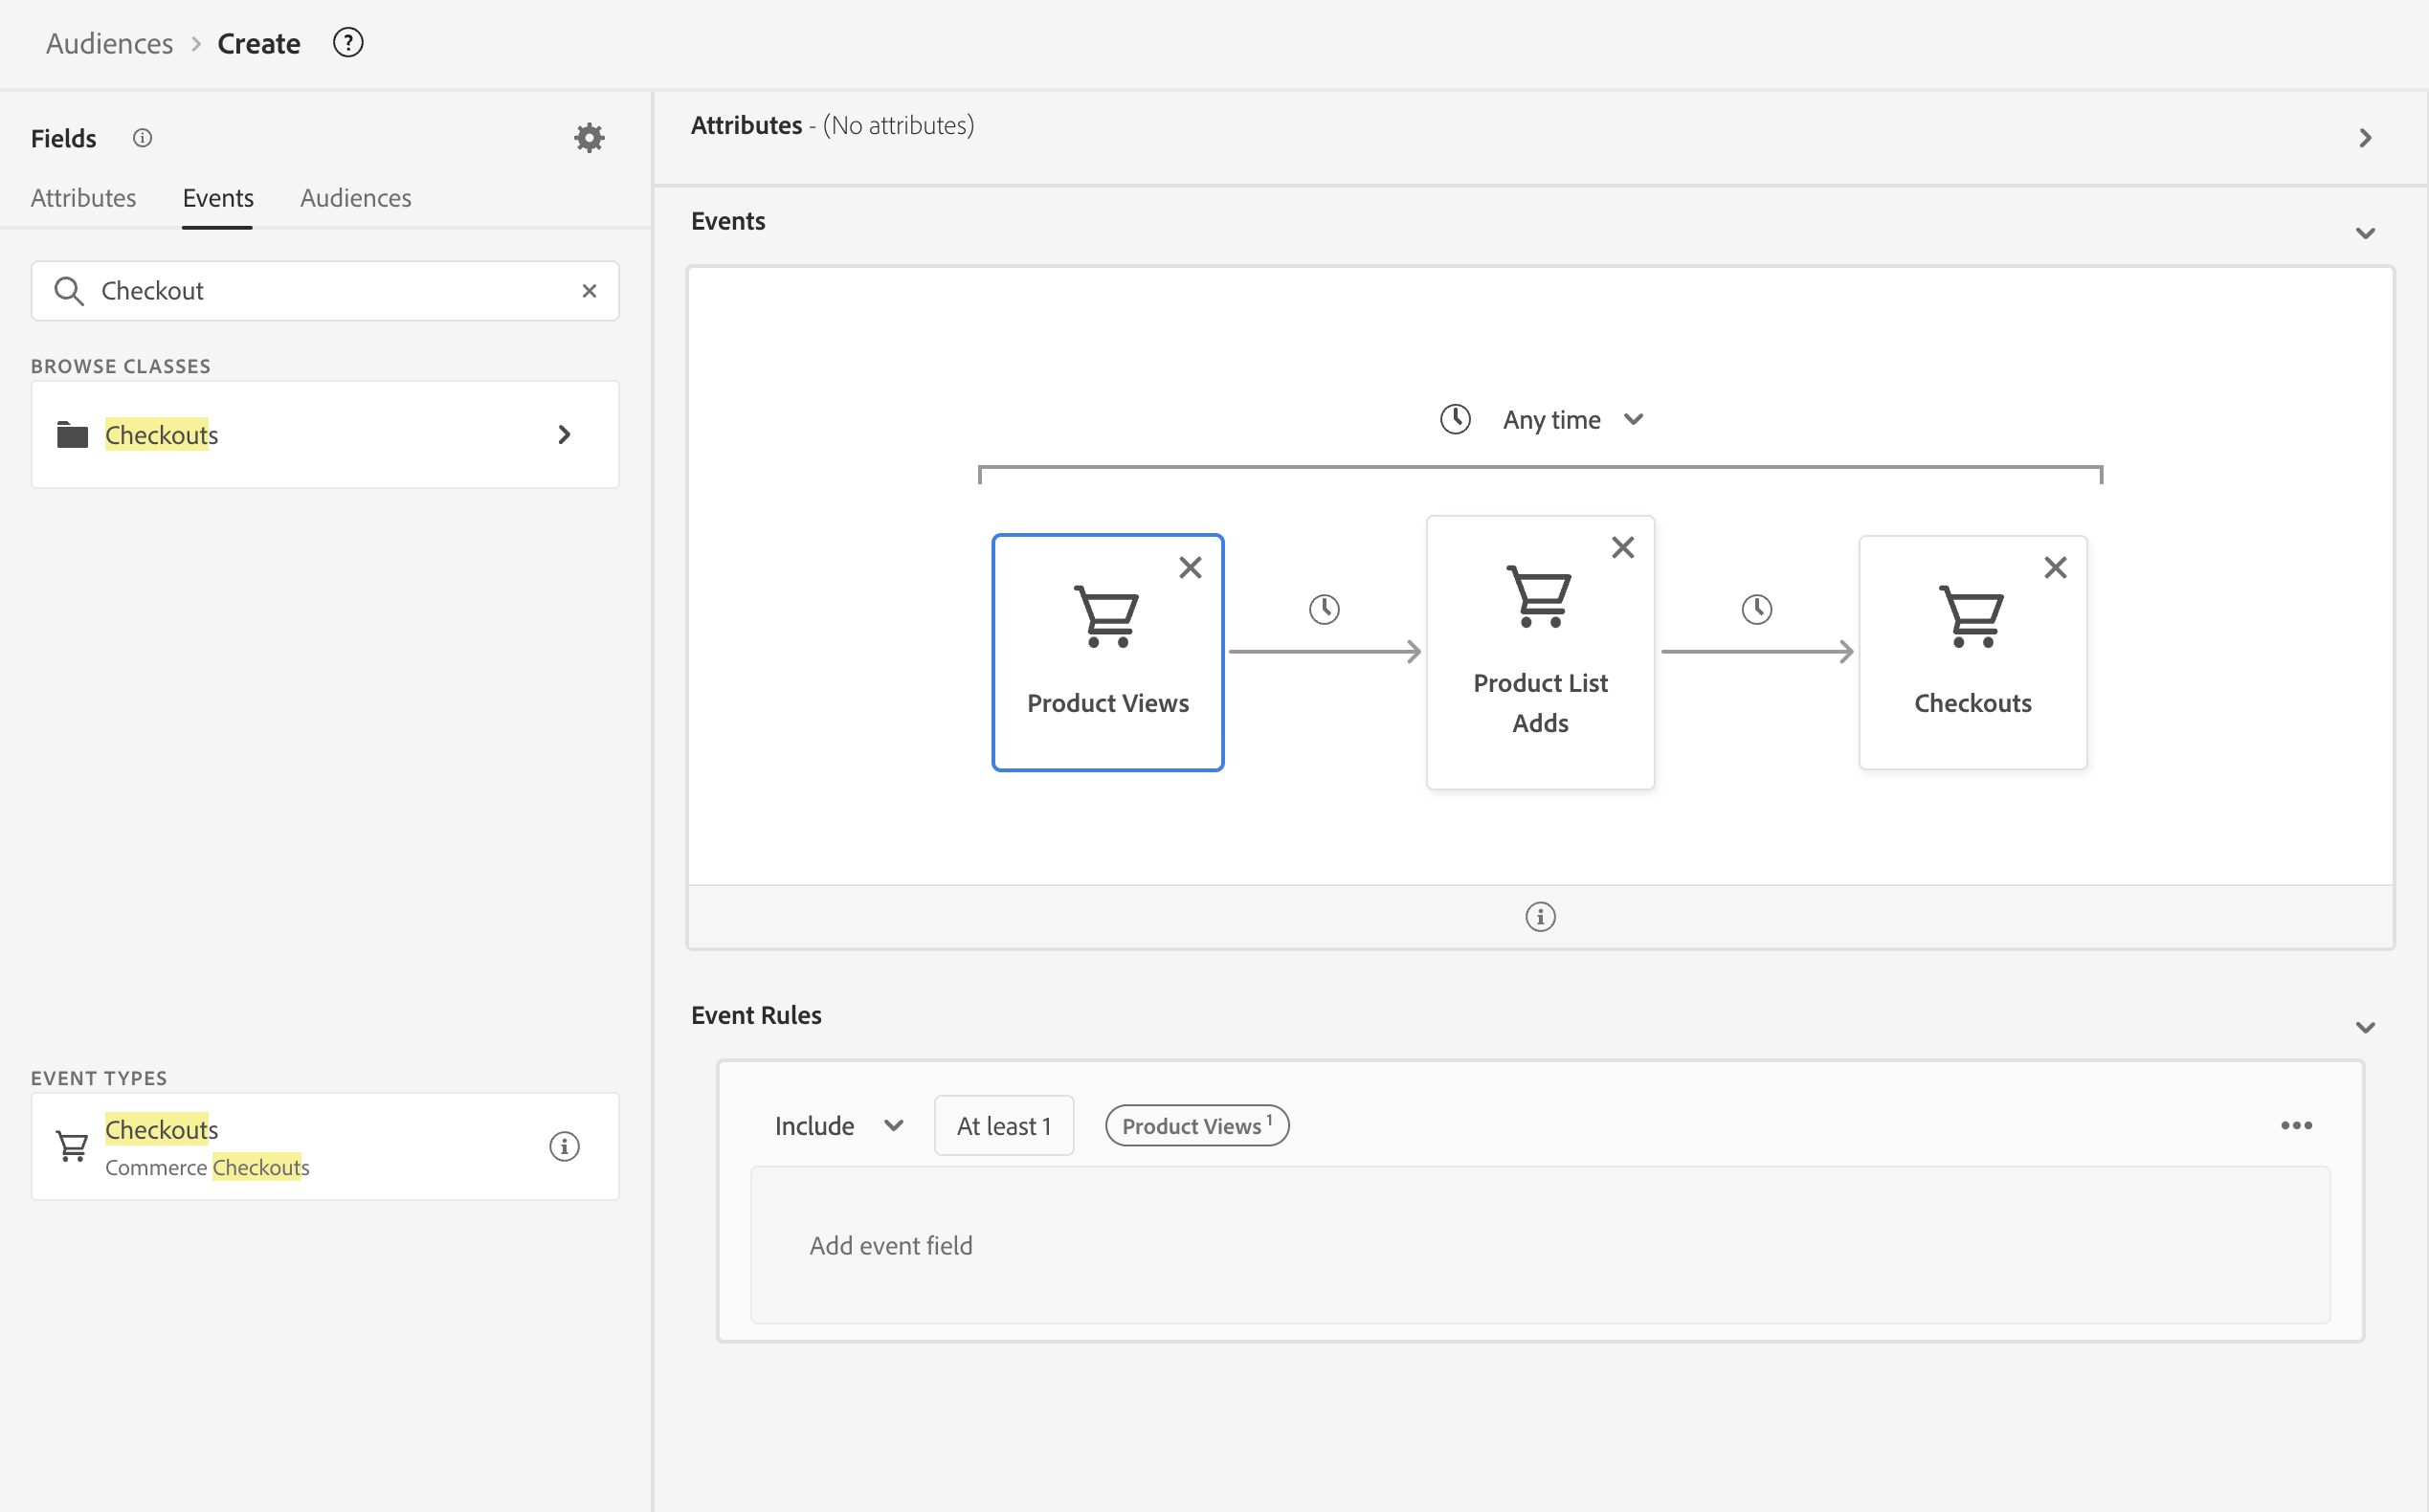 Audiences > Create ?
Fields
Attributes Events Audiences
Checkout
BROWSE CLASSES
Checkouts
EVENT TYPES
Checkouts
Commerce Checkouts
Attributes - (No attributes)
Events
Any time
Product Views
Product List
Adds
Checkouts
Event Rules
Include At least 1 Product Views 1
Add event field